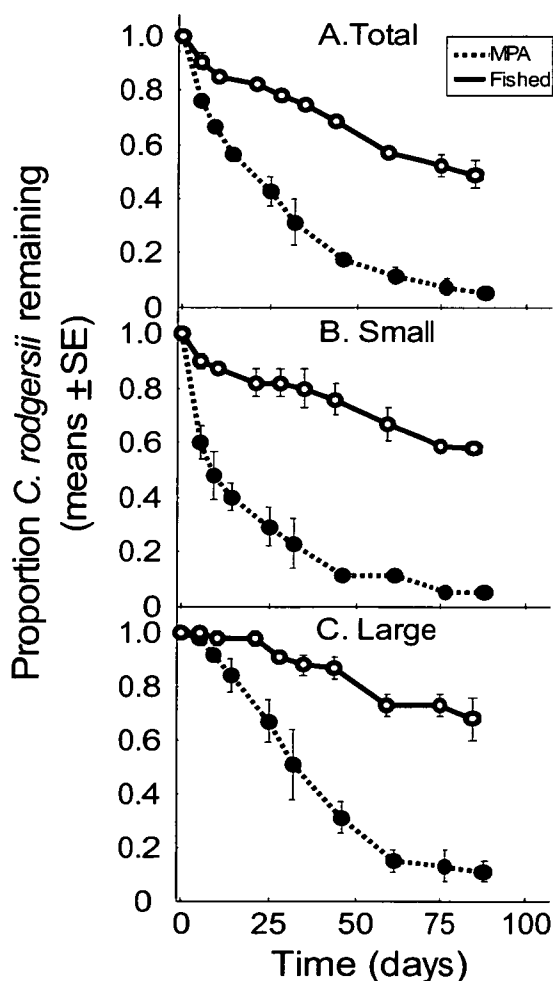 A.Total
MPA
Fished
1.0
0.8
0.6
0.4
0.2
0
B. Small
1.0
0.8
0.6
0.4
0.2
0
C. Large
1.0
0.8
0.6
0.4
0.2
0
0 25 50 75 100
Time (days)
Proportion C. rodgersii remaining
(means ±SE)